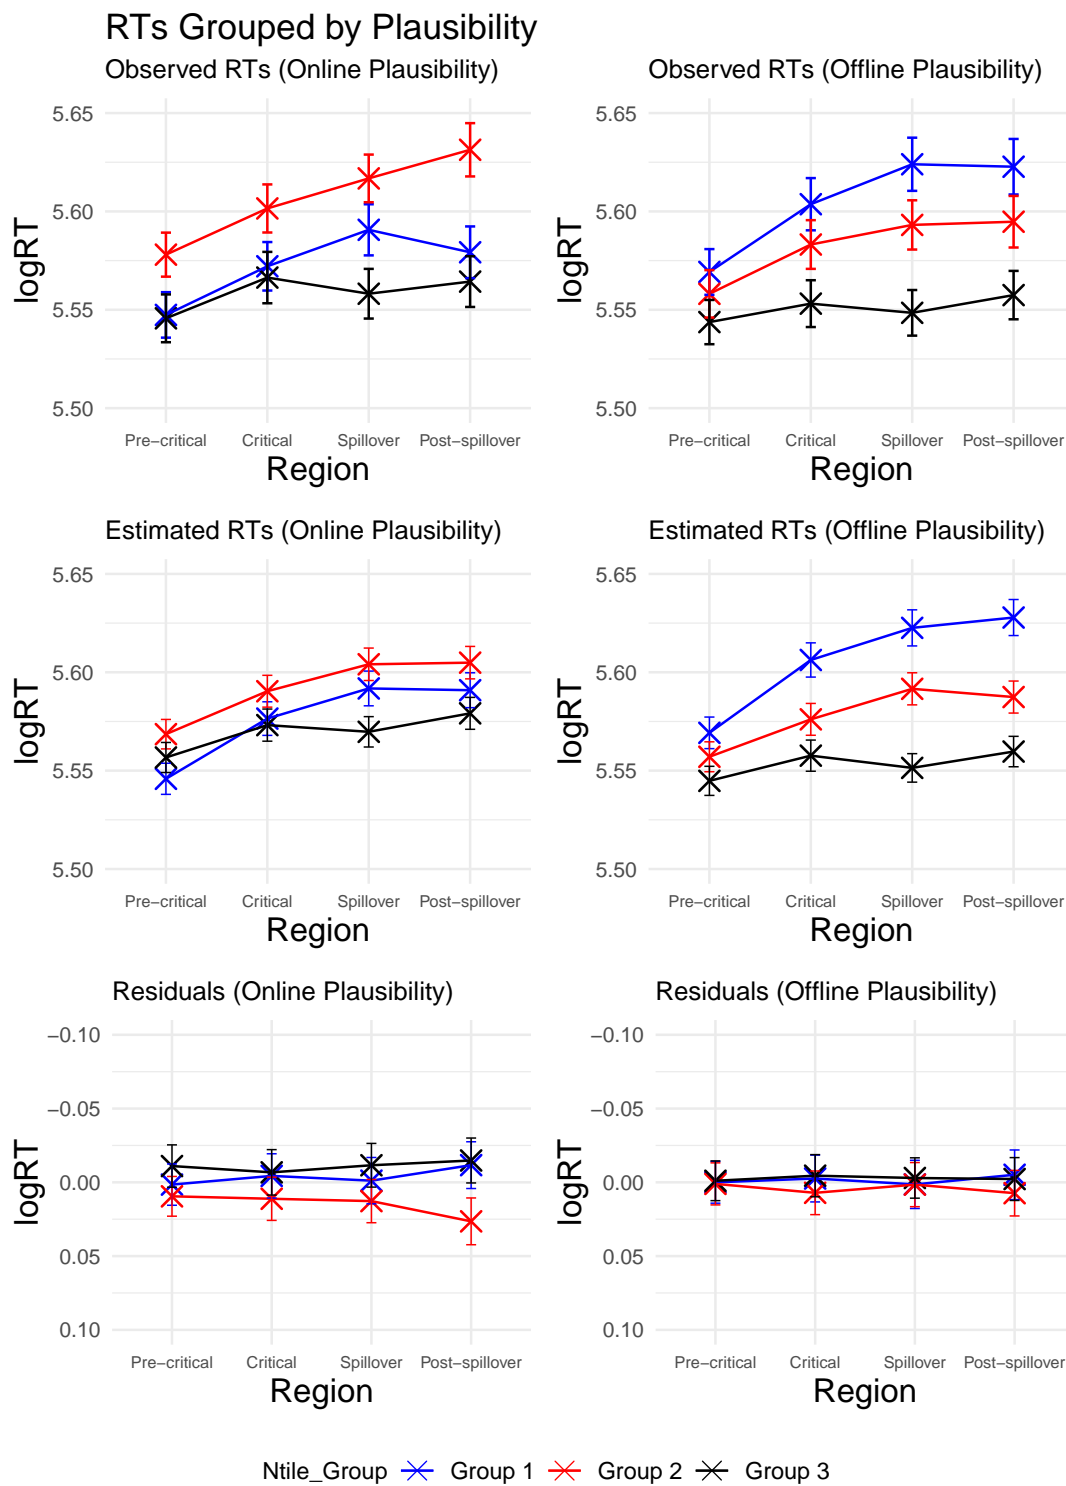 RTs Grouped by Plausibility
Observed RTs (Online Plausibility)
5.65
5.60
5.55
5.50
logRT
Pre−critical Critical Spillover Post−spillover
Region
Observed RTs (Offline Plausibility)
5.65
5.60
5.55
5.50
logRT
Pre−critical Critical Spillover Post−spillover
Region
Estimated RTs (Online Plausibility)
5.65
5.60
5.55
5.50
logRT
Pre−critical Critical Spillover Post−spillover
Region
Estimated RTs (Offline Plausibility)
5.65
5.60
5.55
5.50
logRT
Pre−critical Critical Spillover Post−spillover
Region
Residuals (Online Plausibility)
−0.10
−0.05
0.00
0.05
0.10
logRT
Pre−critical Critical Spillover Post−spillover
Region
Residuals (Offline Plausibility)
−0.10
−0.05
0.00
0.05
0.10
logRT
Pre−critical Critical Spillover Post−spillover
Region
Ntile_Group Group 1 Group 2 Group 3